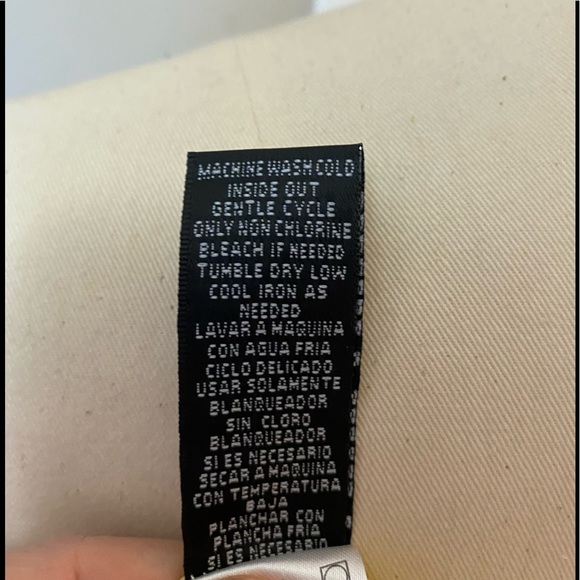 MACHINE WASH COLD
INSIDE OUT
GENTLE CYCLE
ONLY NON CHLORINE
BLEACH IF NEEDED
TUMBLE DRY LOW
COOL IRON AS
NEEDED
LAVAR A MAQUINA
CON AGUA FRIA
CICLO DELICADO
USAR SOLAMENTE
BLANQUEADOR
SIN CLORO
BLANQUEADOR
SI ES NECESARIO
SECAR A MAQUINA
CON TEMPERATURA
BAJA
PLANCHAR CON
PLANCHA FRIA
SI ES NECESARIO